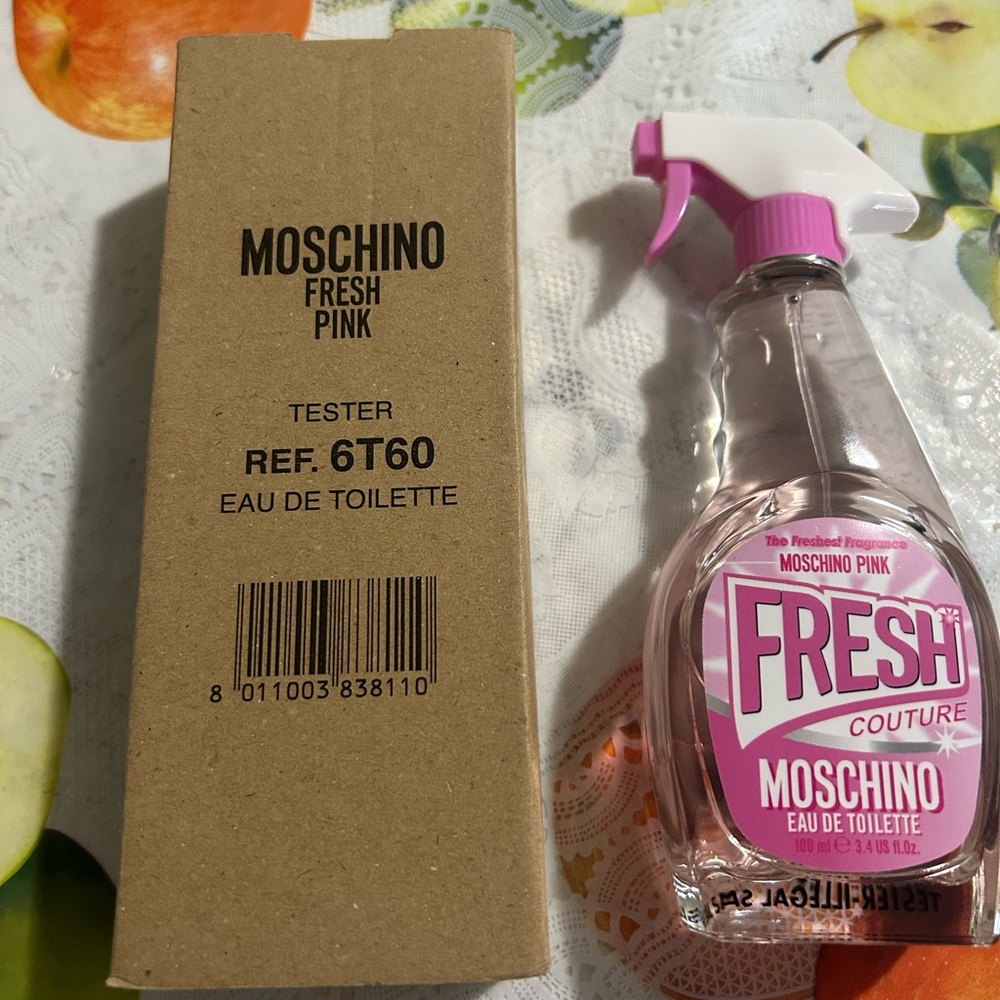 MOSCHINO
FRESH
PINK
TESTER
REF. 6T60
EAU DE TOILETTE
8 011003 838110
The Freshest Fragrance
MOSCHINO PINK
FRESH
COUTURE
MOSCHINO
EAU DE TOILETTE
100 ml e 3.4 US fl.Oz.
TESTER-ILLEGAL